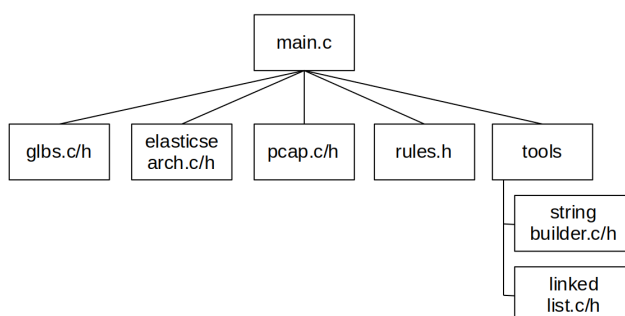 main.c
glbs.c/h
elasticse
arch.c/h
pcap.c/h
rules.h
tools
string
builder.c/h
linked
list.c/h